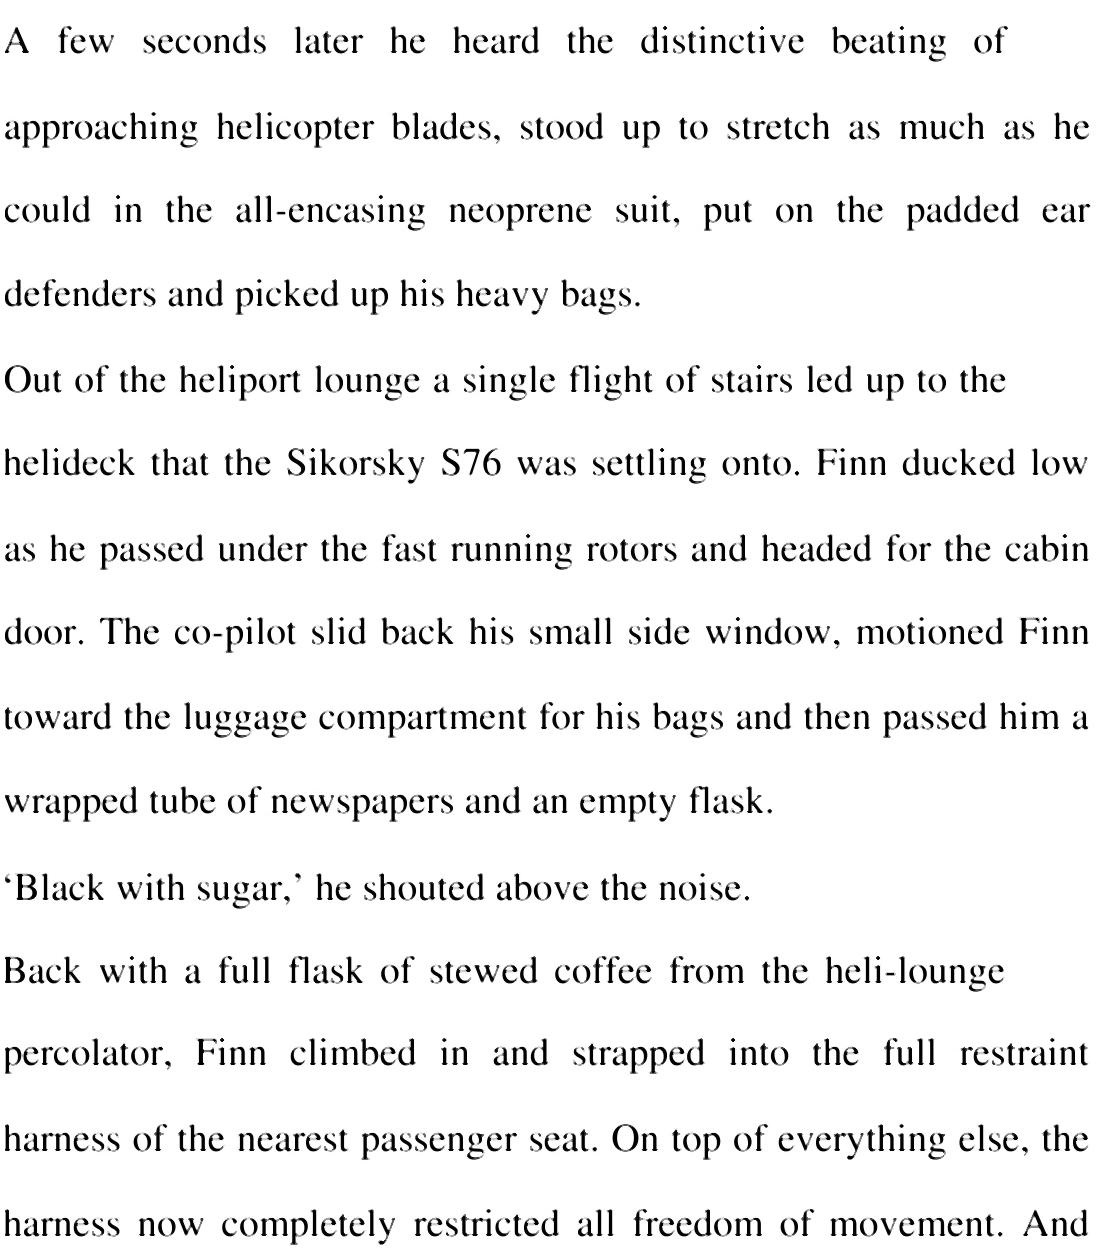 A few seconds later he heard the distinctive beating of
approaching helicopter blades, stood up to stretch as much as he
could in the all-encasing neoprene suit, put on the padded ear
defenders and picked up his heavy bags.
Out of the heliport lounge a single flight of stairs led up to the
helideck that the Sikorsky S76 was settling onto. Finn ducked low
as he passed under the fast running rotors and headed for the cabin
door. The co-pilot slid back his small side window, motioned Finn
toward the luggage compartment for his bags and then passed him a
wrapped tube of newspapers and an empty flask.
‘Black with sugar,’ he shouted above the noise.
Back with a full flask of stewed coffee from the heli-lounge
percolator, Finn climbed in and strapped into the full restraint
harness of the nearest passenger seat. On top of everything else, the
harness now completely restricted all freedom of movement. And